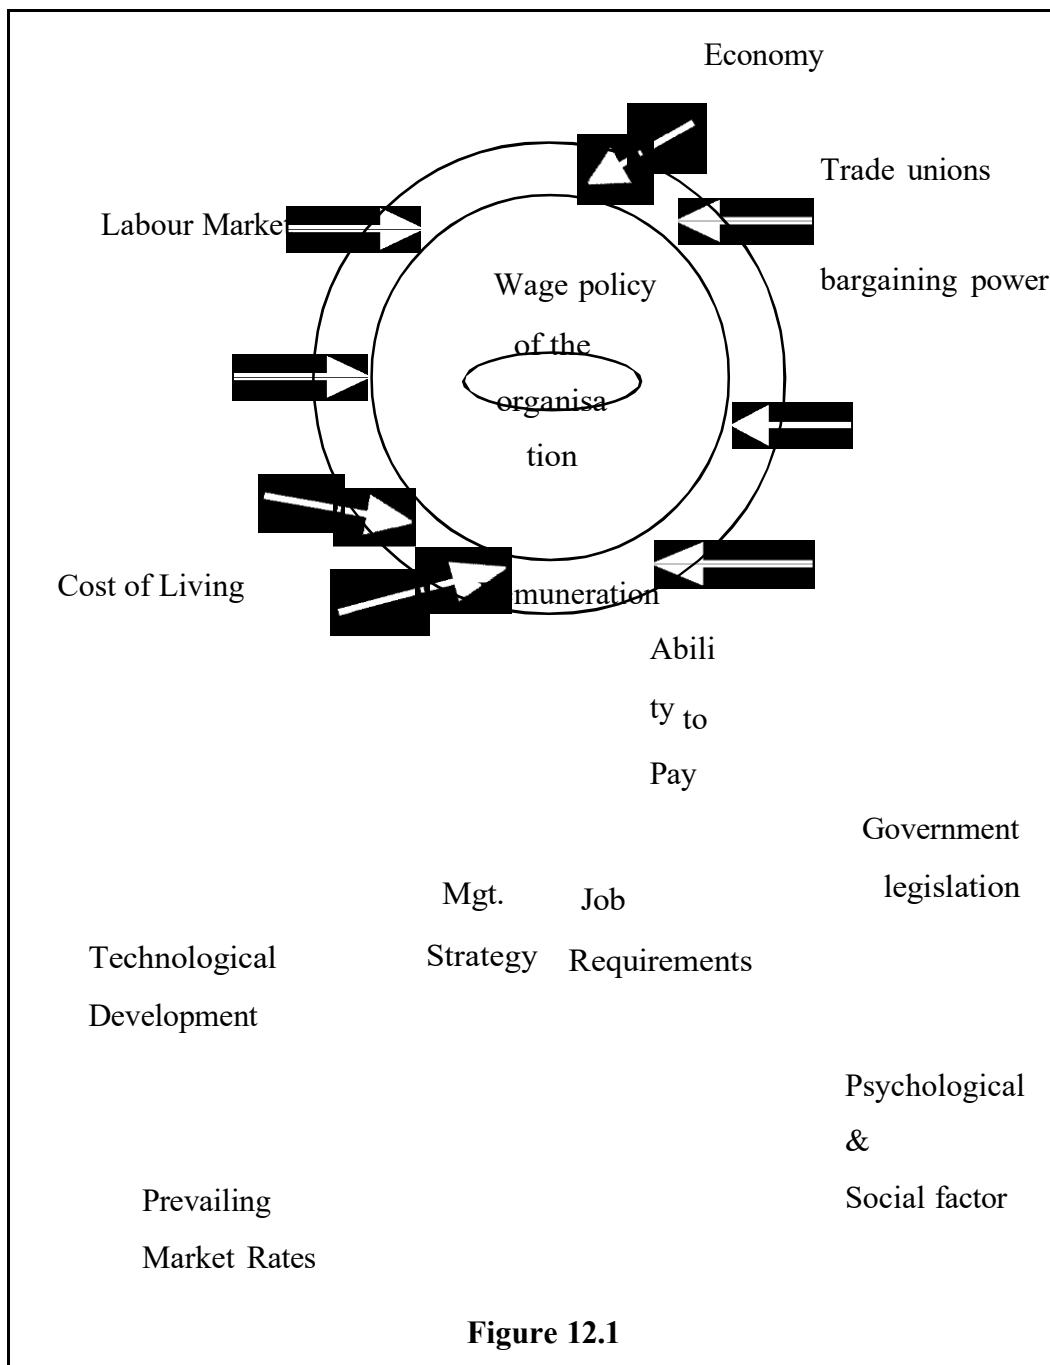 Economy
Trade unions
Labour Market
bargaining power
Wage policy
of the
organisa
tion
Cost of Living
Remuneration
Abili
ty to
Pay
Government
legislation
Mgt.
Strategy
Job
Requirements
Technological
Development
Psychological
&
Social factor
Prevailing
Market Rates
Figure 12.1